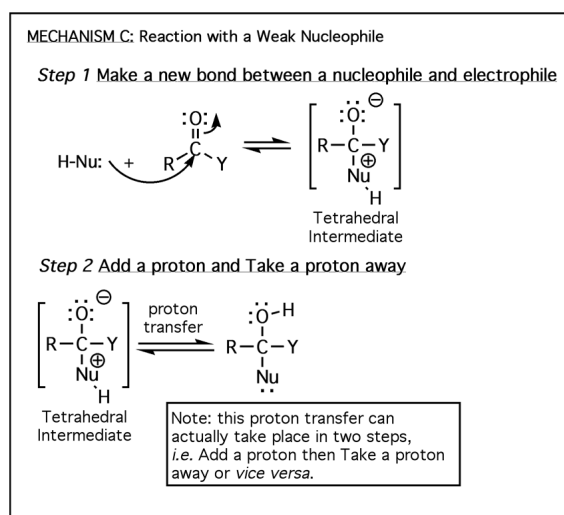 MECHANISM C: Reaction with a Weak Nucleophile
Step 1 Make a new bond between a nucleophile and electrophile
H-Nu: + :O: C R Y
:O: ⊖
R–C–Y
⊕
Nu
H
Tetrahedral
Intermediate
Step 2 Add a proton and Take a proton away
:O: ⊖
R–C–Y
⊕
Nu
H
Tetrahedral
Intermediate
proton
transfer
:O–H
R–C–Y
Nu
Note: this proton transfer can
actually take place in two steps,
i.e. Add a proton then Take a proton
away or vice versa.